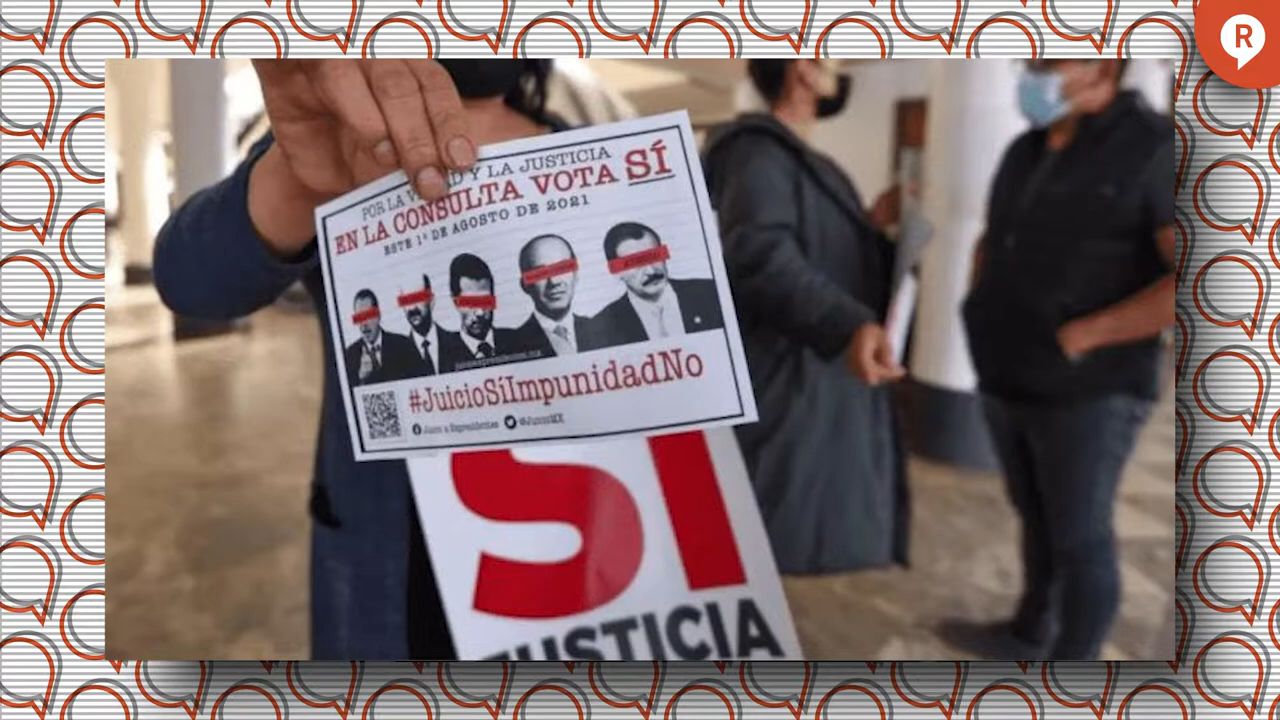 R
POR LA VERDAD Y LA JUSTICIA
EN LA CONSULTA VOTA SÍ
ESTE 1º DE AGOSTO DE 2021
#JuicioSíImpunidadNo
SÍ
JUSTICIA